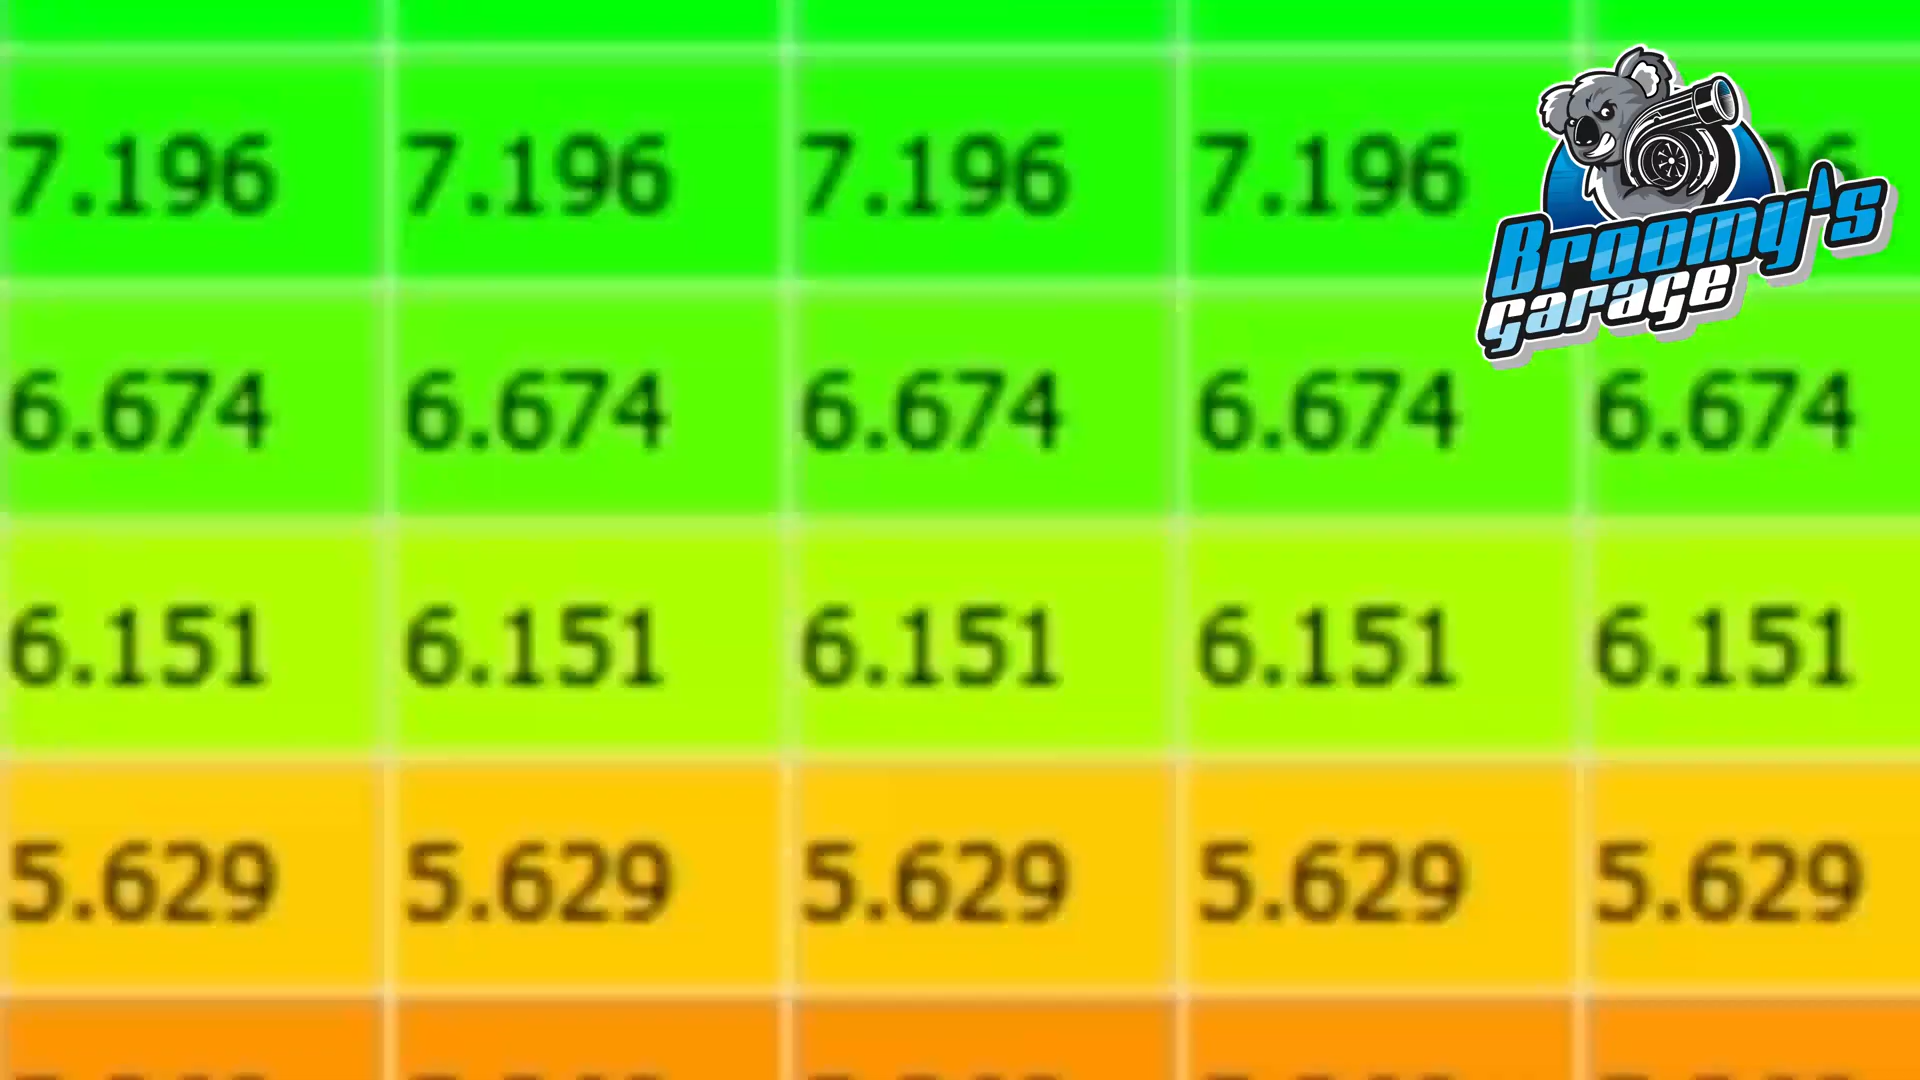 7.196 7.196 7.196 7.196
Broomy's
garage
6.674 6.674 6.674 6.674 6.674
6.151 6.151 6.151 6.151 6.151
5.629 5.629 5.629 5.629 5.629